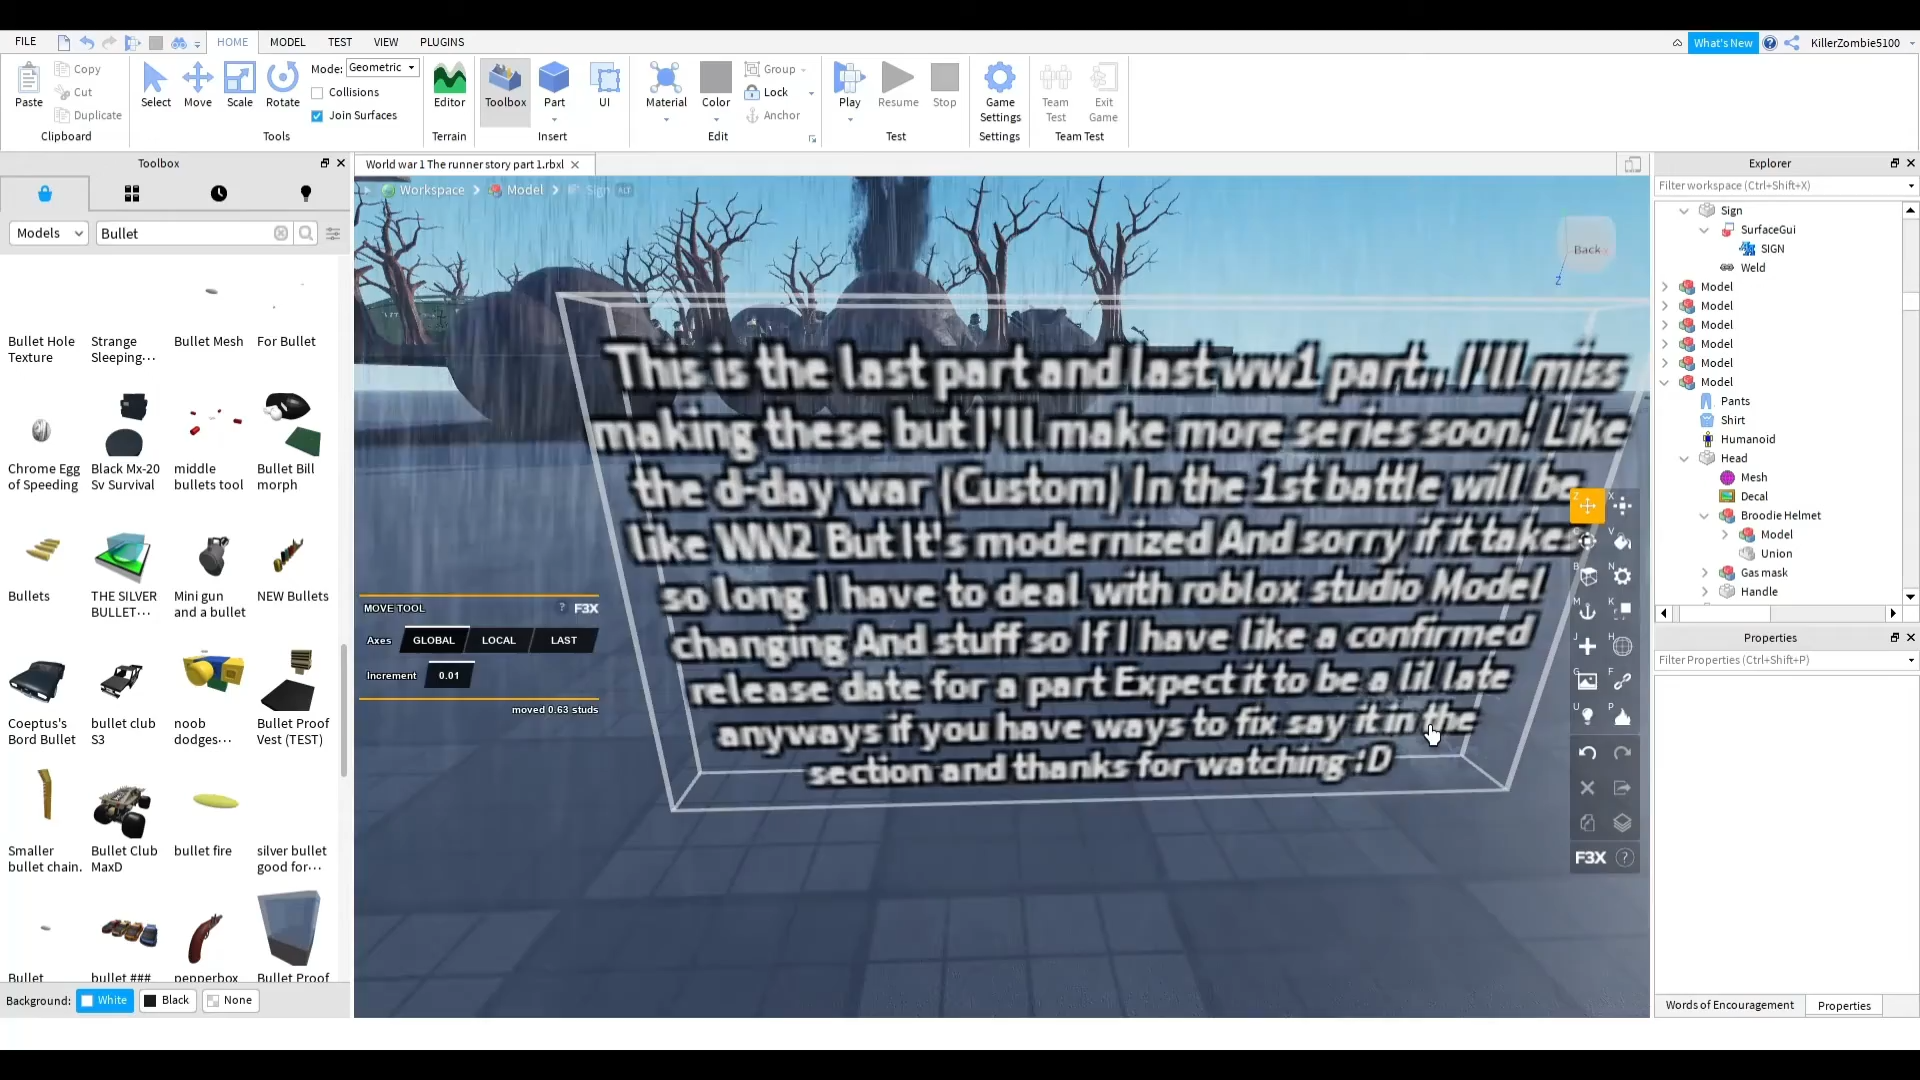 FILE HOME MODEL TEST VIEW PLUGINS What's New KillerZombie5100
Paste Copy Cut Duplicate Clipboard
Select Move Scale Rotate Mode: Geometric Collisions Join Surfaces Tools
Editor Terrain
Toolbox Part UI Insert
Material Color Group Lock Anchor Edit
Play Resume Stop Test
Game Settings Settings
Team Test Exit Game Team Test
Toolbox
Models Bullet
Bullet Hole Texture
Strange Sleeping...
Bullet Mesh
For Bullet
Chrome Egg of Speeding
Black Mx-20 Sv Survival
middle bullets tool
Bullet Bill morph
Bullets
THE SILVER BULLET...
Mini gun and a bullet
NEW Bullets
Coeptus's Bord Bullet
bullet club S3
noob dodges...
Bullet Proof Vest (TEST)
Smaller bullet chain.
Bullet Club MaxD
bullet fire
silver bullet good for...
Bullet
bullet ###
pepperbox
Bullet Proof
Background: White Black None
World war 1 The runner story part 1.rbxl
Workspace Model Sign ALT
Back
This is the last part and last ww1 part.. I'll miss
making these but I'll make more series soon! Like
the d-day war (Custom) In the 1st battle will be
like WW2 But It's modernized And sorry if it takes
so long I have to deal with roblox studio Model
changing And stuff so If I have like a confirmed
release date for a part Expect it to be a lil late
anyways if you have ways to fix say it in the
section and thanks for watching :D
MOVE TOOL ? F3X
Axes GLOBAL LOCAL LAST
Increment 0.01
moved 0.63 studs
Z X
V
B N
M K
J H
G F
U P
F3X ?
Explorer
Filter workspace (Ctrl+Shift+X)
Sign
SurfaceGui
SIGN
Weld
Model
Model
Model
Model
Model
Model
Pants
Shirt
Humanoid
Head
Mesh
Decal
Broodie Helmet
Model
Union
Gas mask
Handle
Properties
Filter Properties (Ctrl+Shift+P)
Words of Encouragement Properties